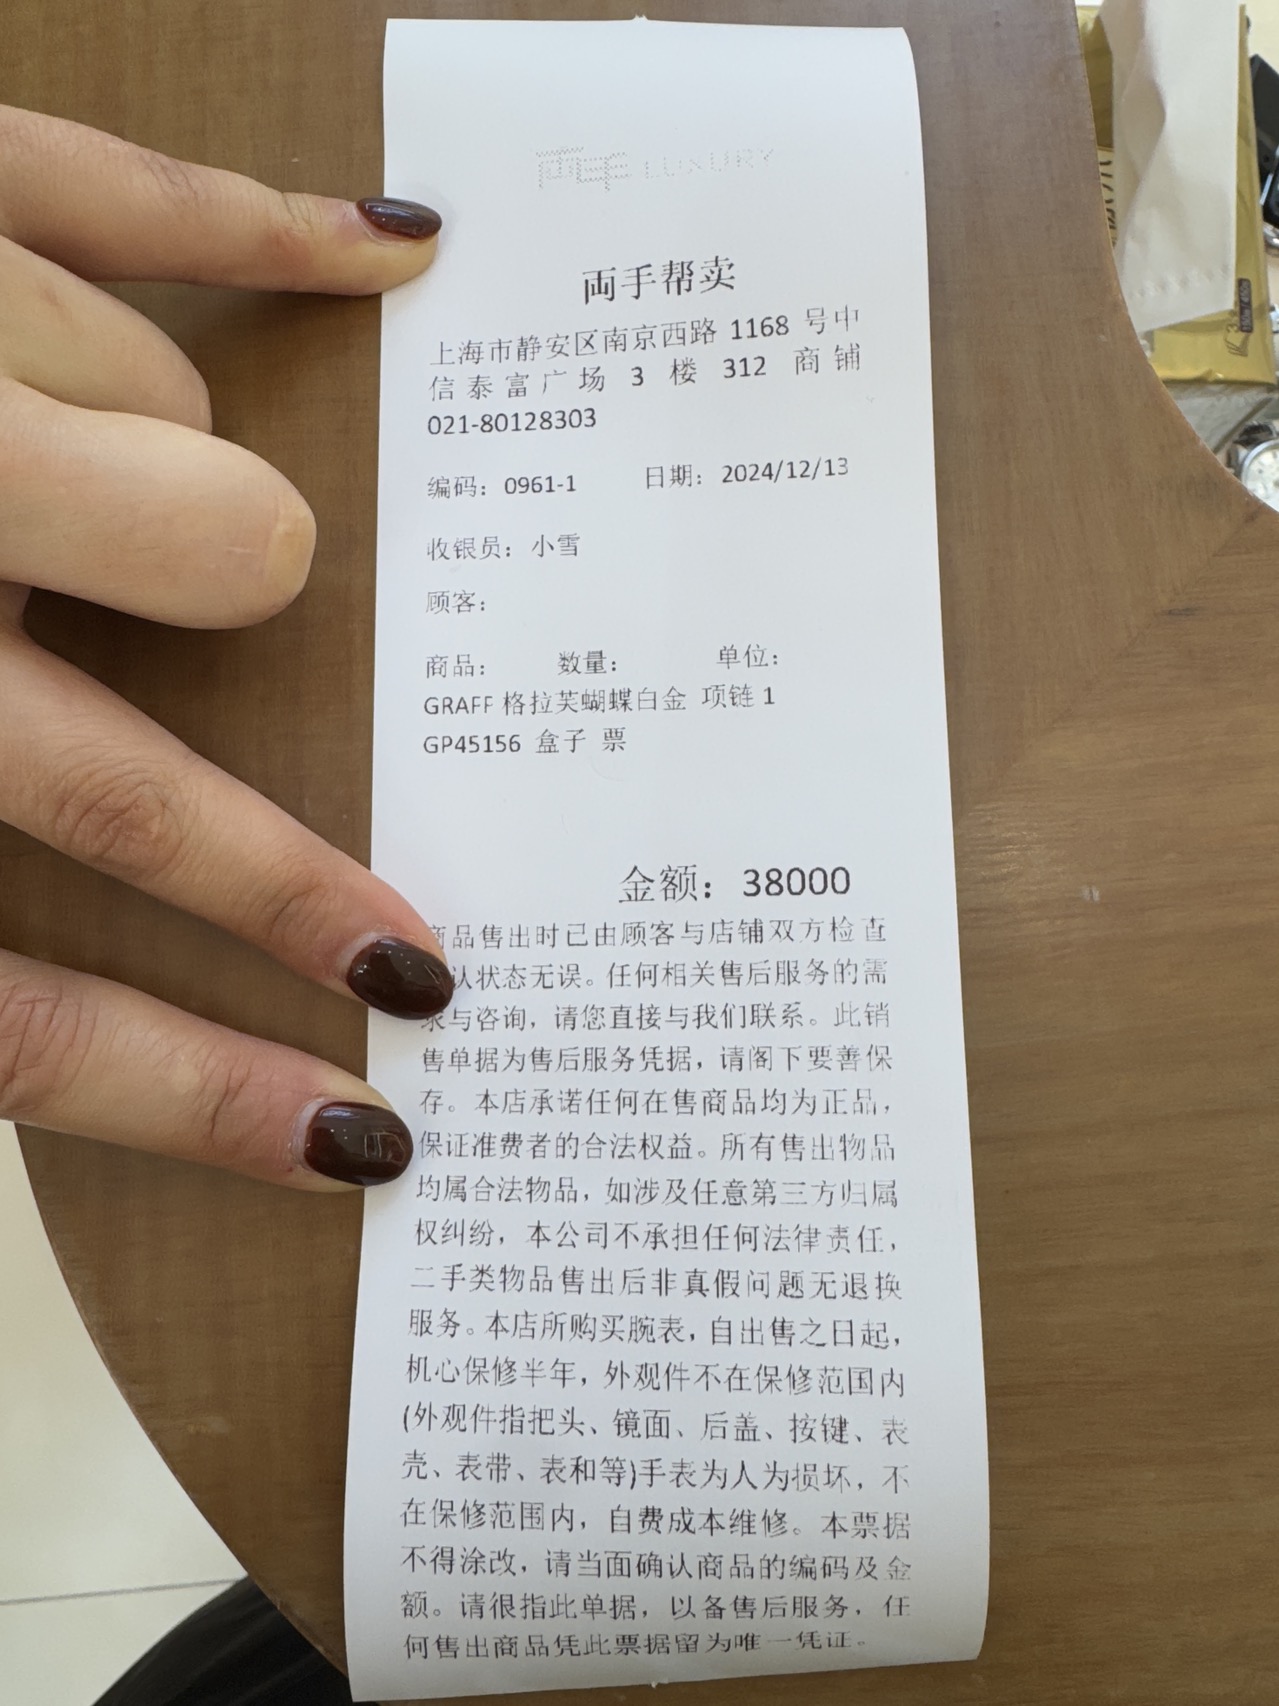 両手 LUXURY
両手帮卖
上海市静安区南京西路 1168 号中
信泰富广场 3 楼 312 商铺
021-80128303
编码：0961-1 日期：2024/12/13
收银员：小雪
顾客：
商品： 数量： 单位：
GRAFF 格拉芙蝴蝶白金 项链 1
GP45156 盒子 票
金额：38000
商品售出时已由顾客与店铺双方检查
认状态无误。任何相关售后服务的需
求与咨询，请您直接与我们联系。此销
售单据为售后服务凭据，请阁下要善保
存。本店承诺任何在售商品均为正品，
保证准费者的合法权益。所有售出物品
均属合法物品，如涉及任意第三方归属
权纠纷，本公司不承担任何法律责任，
二手类物品售出后非真假问题无退换
服务。本店所购买腕表，自出售之日起，
机心保修半年，外观件不在保修范国内
(外观件指把头、镜面、后盖、按键、表
壳、表带、表和等)手表为人为损坏，不
在保修范围内，自费成本维修。本票据
不得涂改，请当面确认商品的编码及金
额。请很指此单据，以备售后服务，任
何售出商品凭此票据留为唯一凭证。